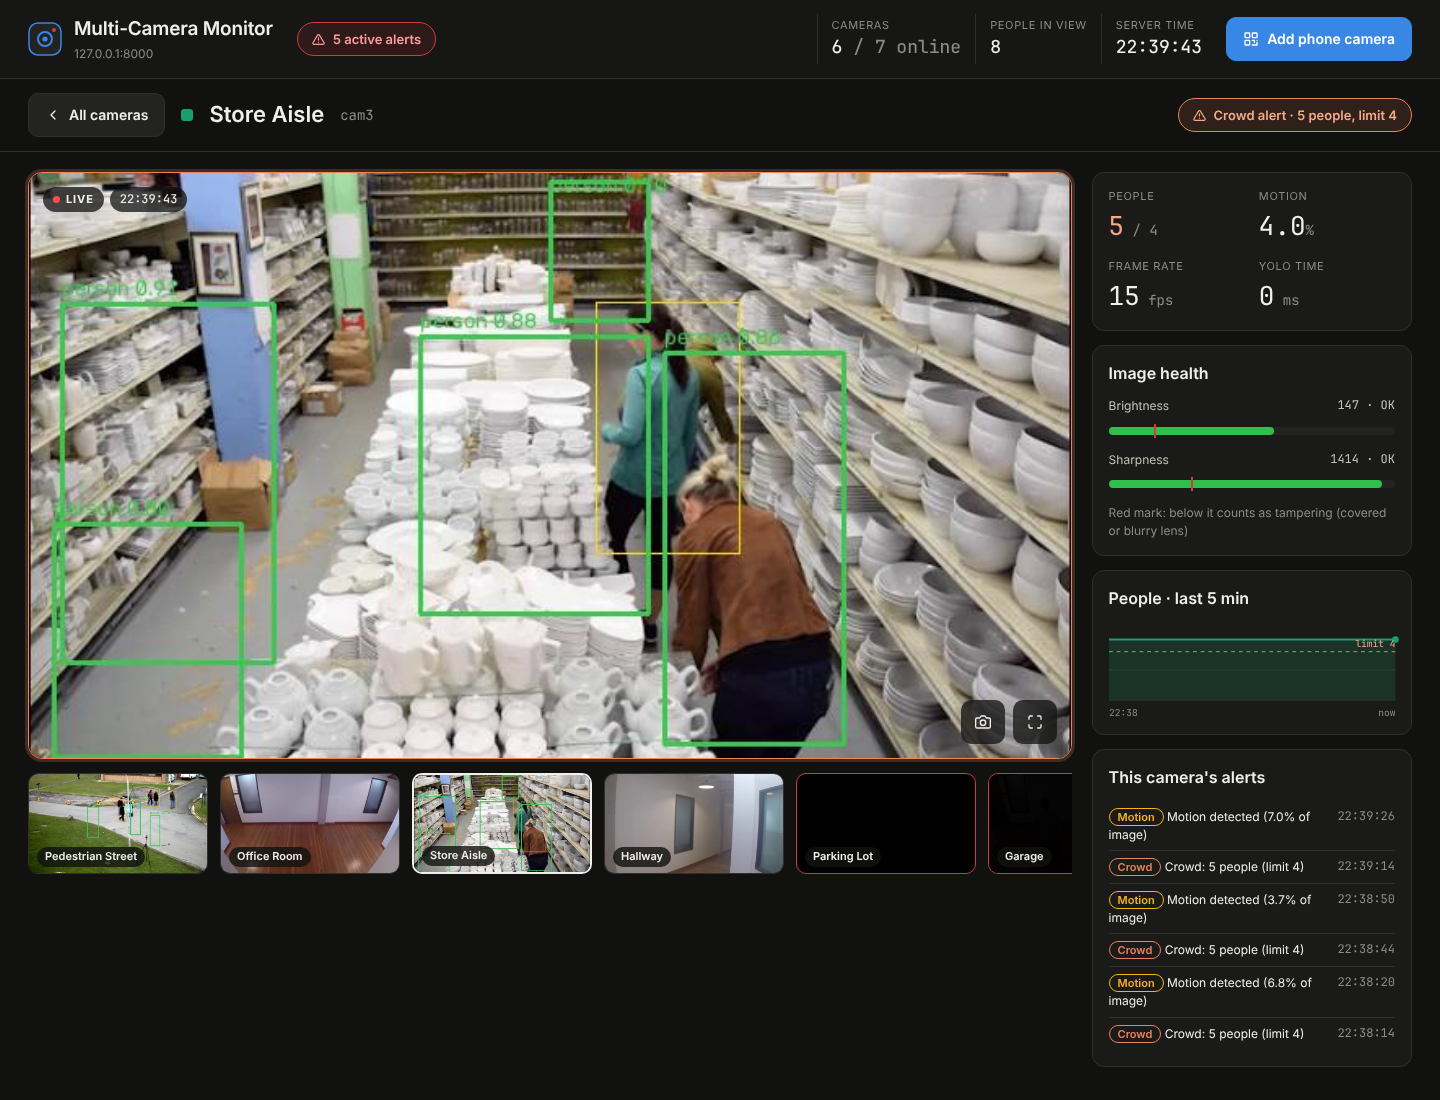 Multi-Camera Monitor
127.0.0.1:8000
5 active alerts
CAMERAS
6 / 7 online
PEOPLE IN VIEW
8
SERVER TIME
22:39:43
Add phone camera
All cameras
Store Aisle
cam3
Crowd alert · 5 people, limit 4
LIVE
22:39:43
person 0.88
PEOPLE
5 / 4
MOTION
4.0%
FRAME RATE
15 fps
YOLO TIME
0 ms
Image health
Brightness
147 · OK
Sharpness
1414 · OK
Red mark: below it counts as tampering (covered
or blurry lens)
People · last 5 min
limit 4
22:38
now
Pedestrian Street
Office Room
Store Aisle
Hallway
Parking Lot
Garage
This camera's alerts
Motion Motion detected (7.0% of
image)
22:39:26
Crowd Crowd: 5 people (limit 4)
22:39:14
Motion Motion detected (3.7% of
image)
22:38:50
Crowd Crowd: 5 people (limit 4)
22:38:44
Motion Motion detected (6.8% of
image)
22:38:20
Crowd Crowd: 5 people (limit 4)
22:38:14